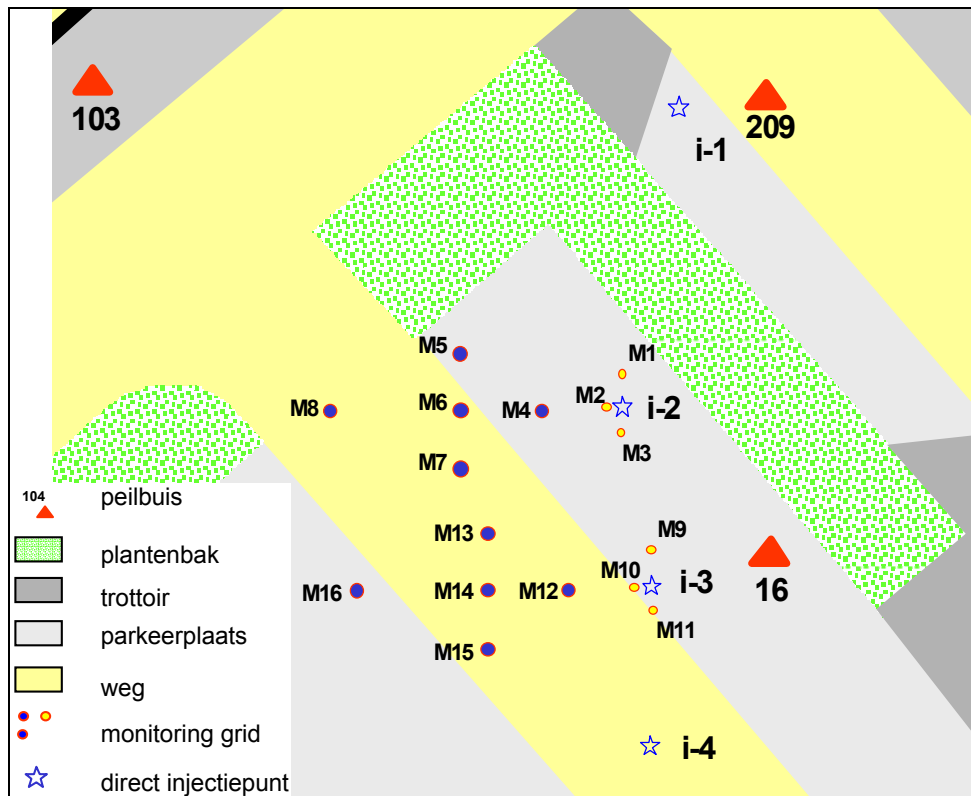 103
209
i-1
M5
M1
M8
M6
M4
M2
i-2
M3
M7
104
peilbuis
M13
M9
plantenbak
M16
M14
M12
M10
i-3
16
trottoir
M11
parkeerplaats
M15
weg
monitoring grid
i-4
direct injectiepunt